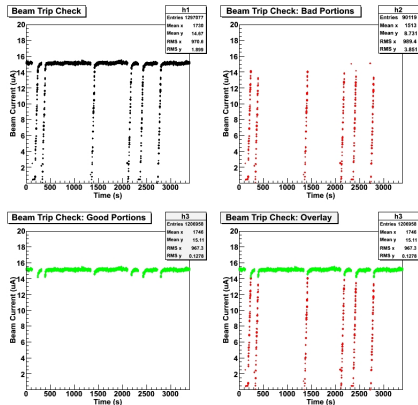 Beam Trip Check
h1
Entries 1297077
Mean x 1730
Mean y 14.67
RMS x 970.6
RMS y 1.899
Beam Current (uA)
20
18
16
14
12
10
8
6
4
2
0 500 1000 1500 2000 2500 3000
Time (s)
Beam Trip Check: Bad Portions
h2
Entries 90119
Mean x 1513
Mean y 8.731
RMS x 989.4
RMS y 3.851
Beam Current (uA)
20
18
16
14
12
10
8
6
4
2
0 500 1000 1500 2000 2500 3000
Time (s)
Beam Trip Check: Good Portions
h3
Entries 1206958
Mean x 1746
Mean y 15.11
RMS x 967.3
RMS y 0.1278
Beam Current (uA)
20
18
16
14
12
10
8
6
4
2
0 500 1000 1500 2000 2500 3000
Time (s)
Beam Trip Check: Overlay
h3
Entries 1206958
Mean x 1746
Mean y 15.11
RMS x 967.3
RMS y 0.1278
Beam Current (uA)
20
18
16
14
12
10
8
6
4
2
0 500 1000 1500 2000 2500 3000
Time (s)